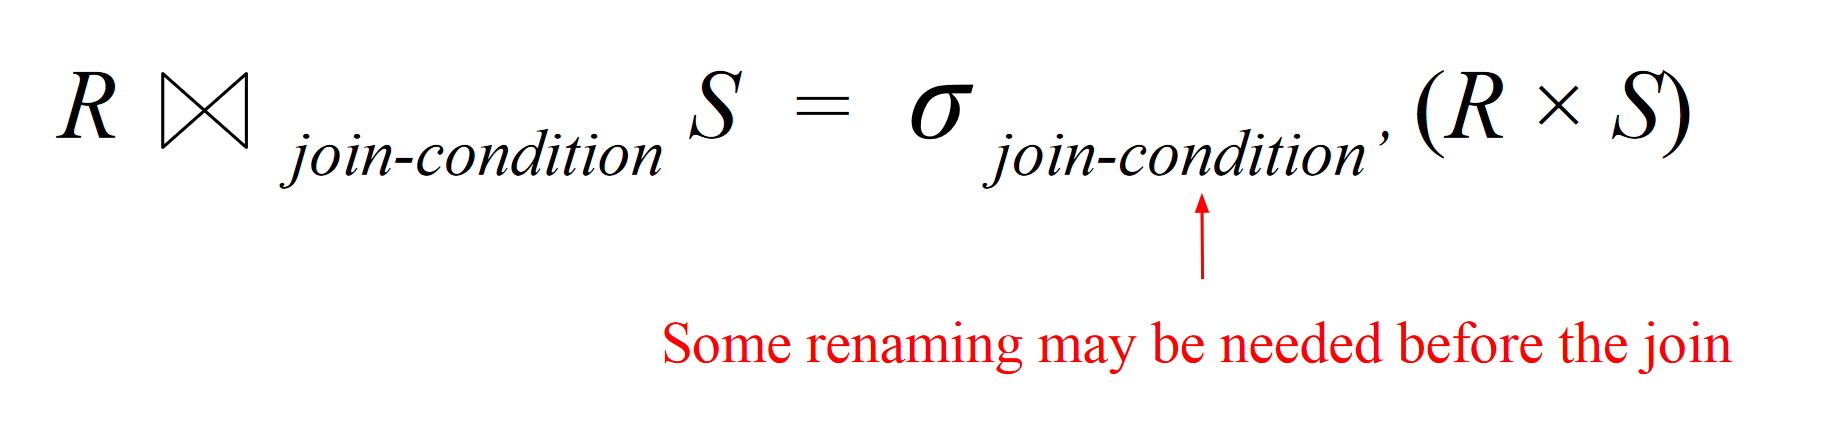 R ⋈ join-condition S = σ join-condition’ (R × S)
Some renaming may be needed before the join